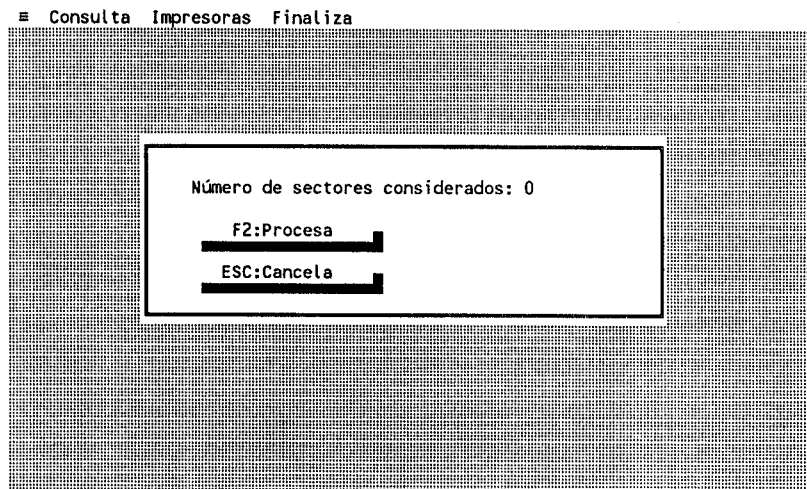 ≡ Consulta Impresoras Finaliza
Número de sectores considerados: 0
F2:Procesa
ESC:Cancela